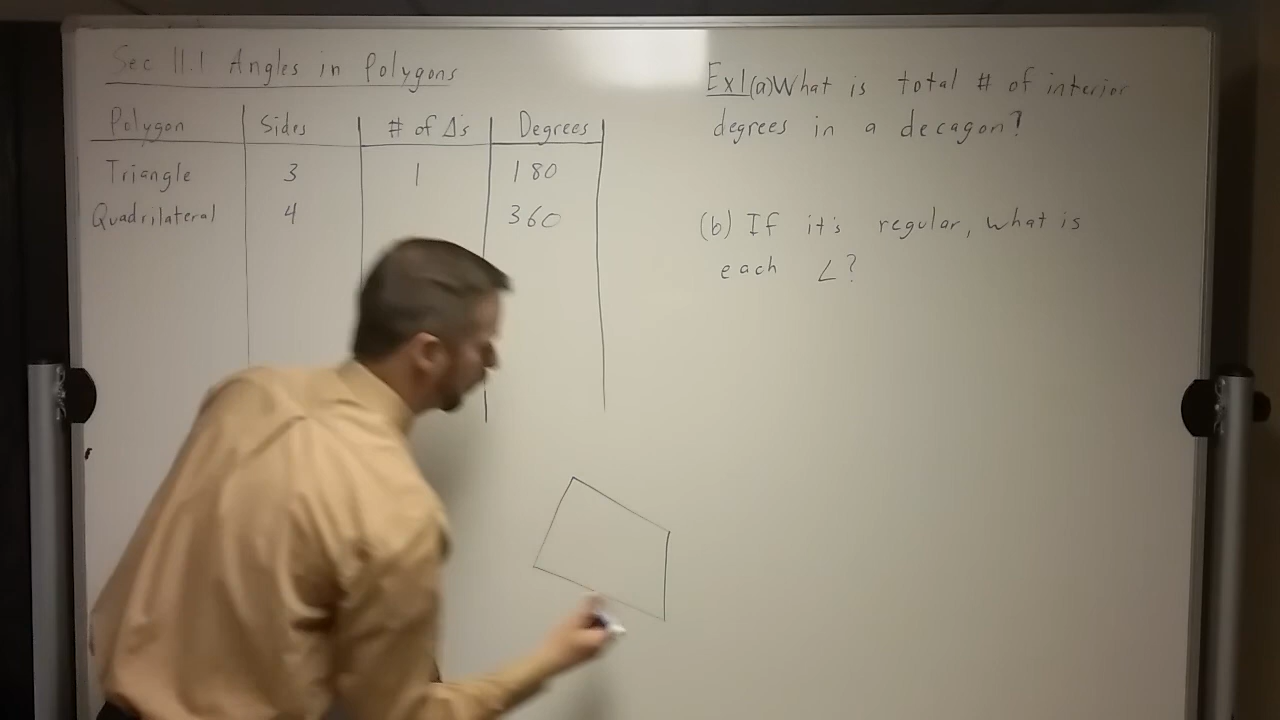 Sec 11.1 Angles in Polygons
Polygon Sides # of Δ's Degrees
Triangle 3 1 180
Quadrilateral 4 360
Ex1(a)What is total # of interior
degrees in a decagon?
(b) If it's regular, what is
each ∠?